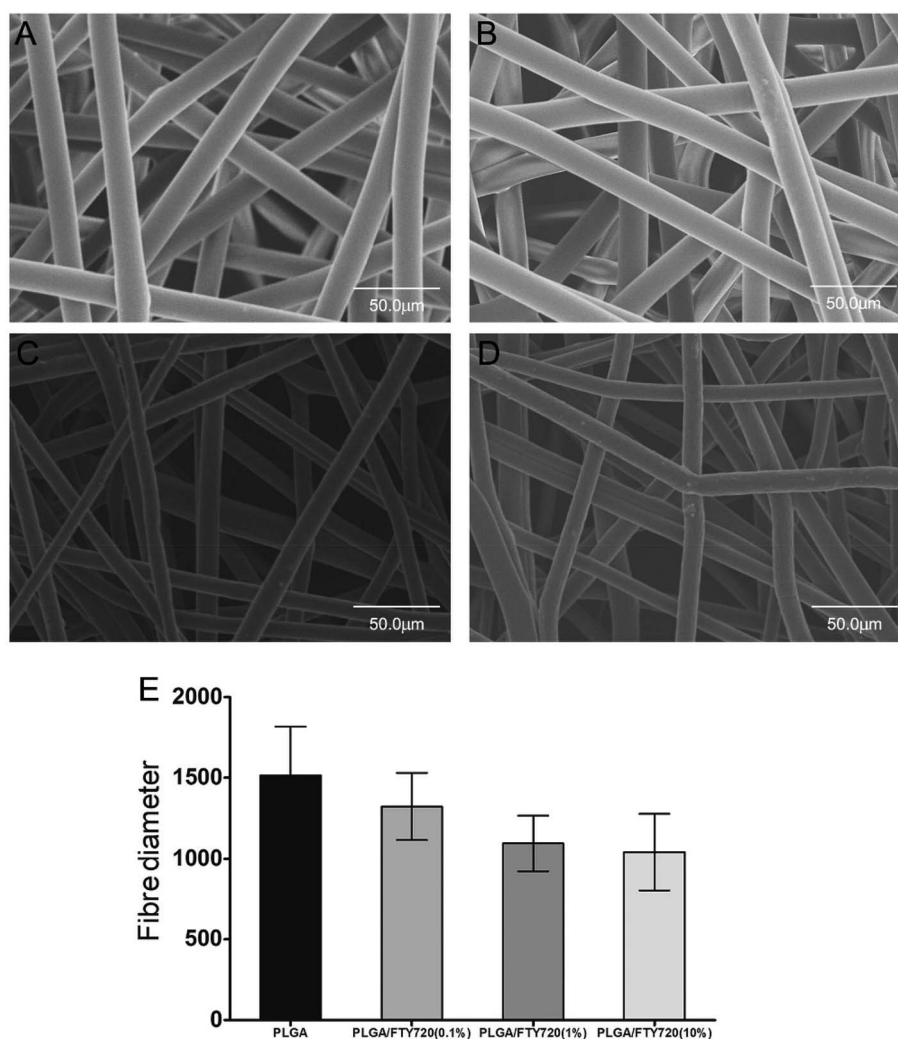 A
B
50.0μm
50.0μm
C
D
50.0μm
50.0μm
E
Fibre diameter
2000
1500
1000
500
0
PLGA
PLGA/FTY720(0.1%)
PLGA/FTY720(1%)
PLGA/FTY720(10%)